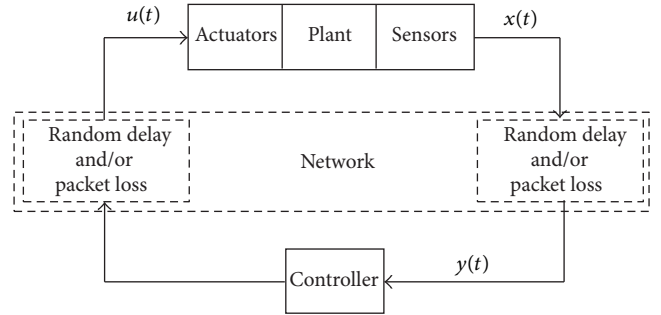 u(t)
Actuators
Plant
Sensors
x(t)
Random delay
and/or
packet loss
Network
Random delay
and/or
packet loss
Controller
y(t)